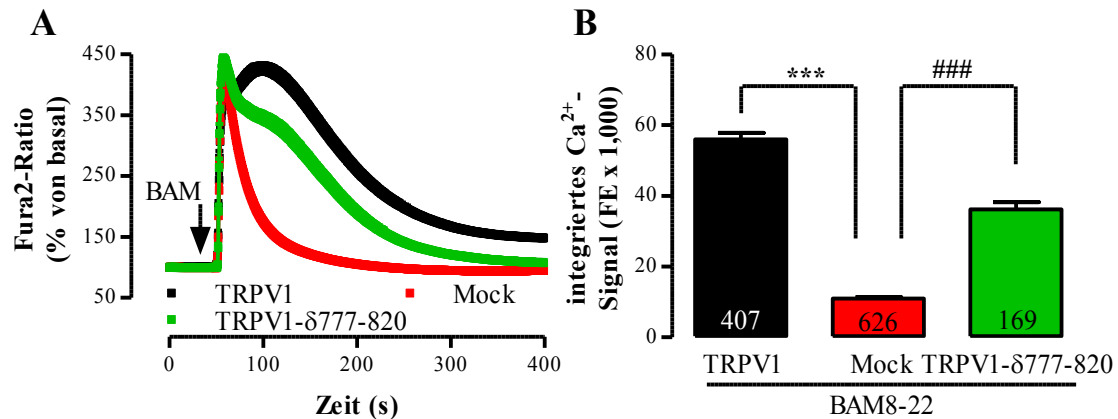 A
Fura2-Ratio
(% von basal)
450
350
250
150
50
BAM
TRPV1
Mock
TRPV1-δ777-820
0
100
200
300
400
Zeit (s)
B
integriertes Ca²⁺-
Signal (FE x 1,000)
80
60
40
20
0
***
###
407
626
169
TRPV1
Mock
TRPV1-δ777-820
BAM8-22